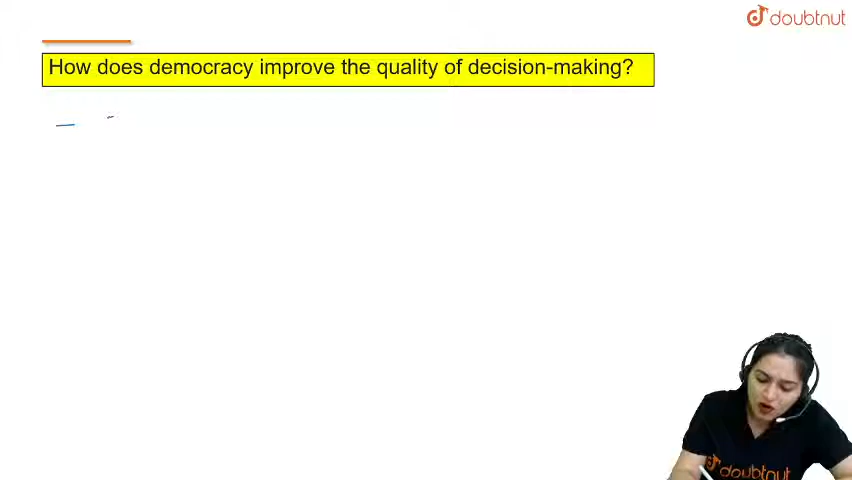 doubtnut
How does democracy improve the quality of decision-making?
doubtnut